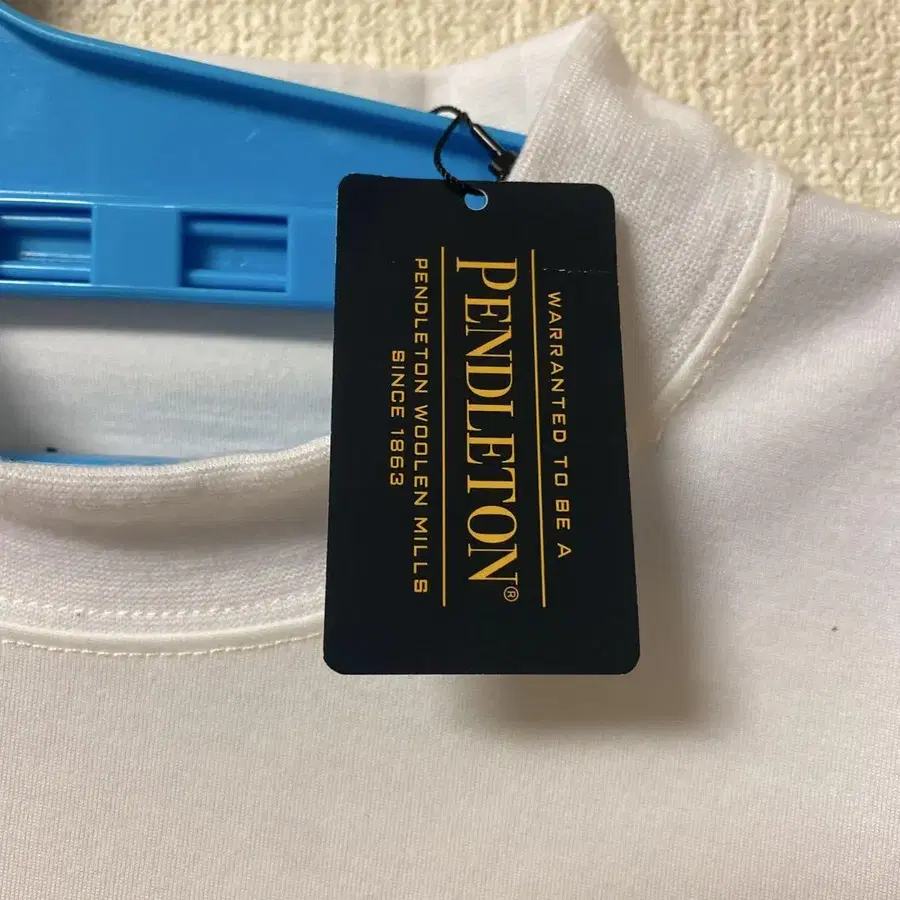 WARRANTED TO BE A
PENDLETON®
PENDLETON WOOLEN MILLS
SINCE 1863